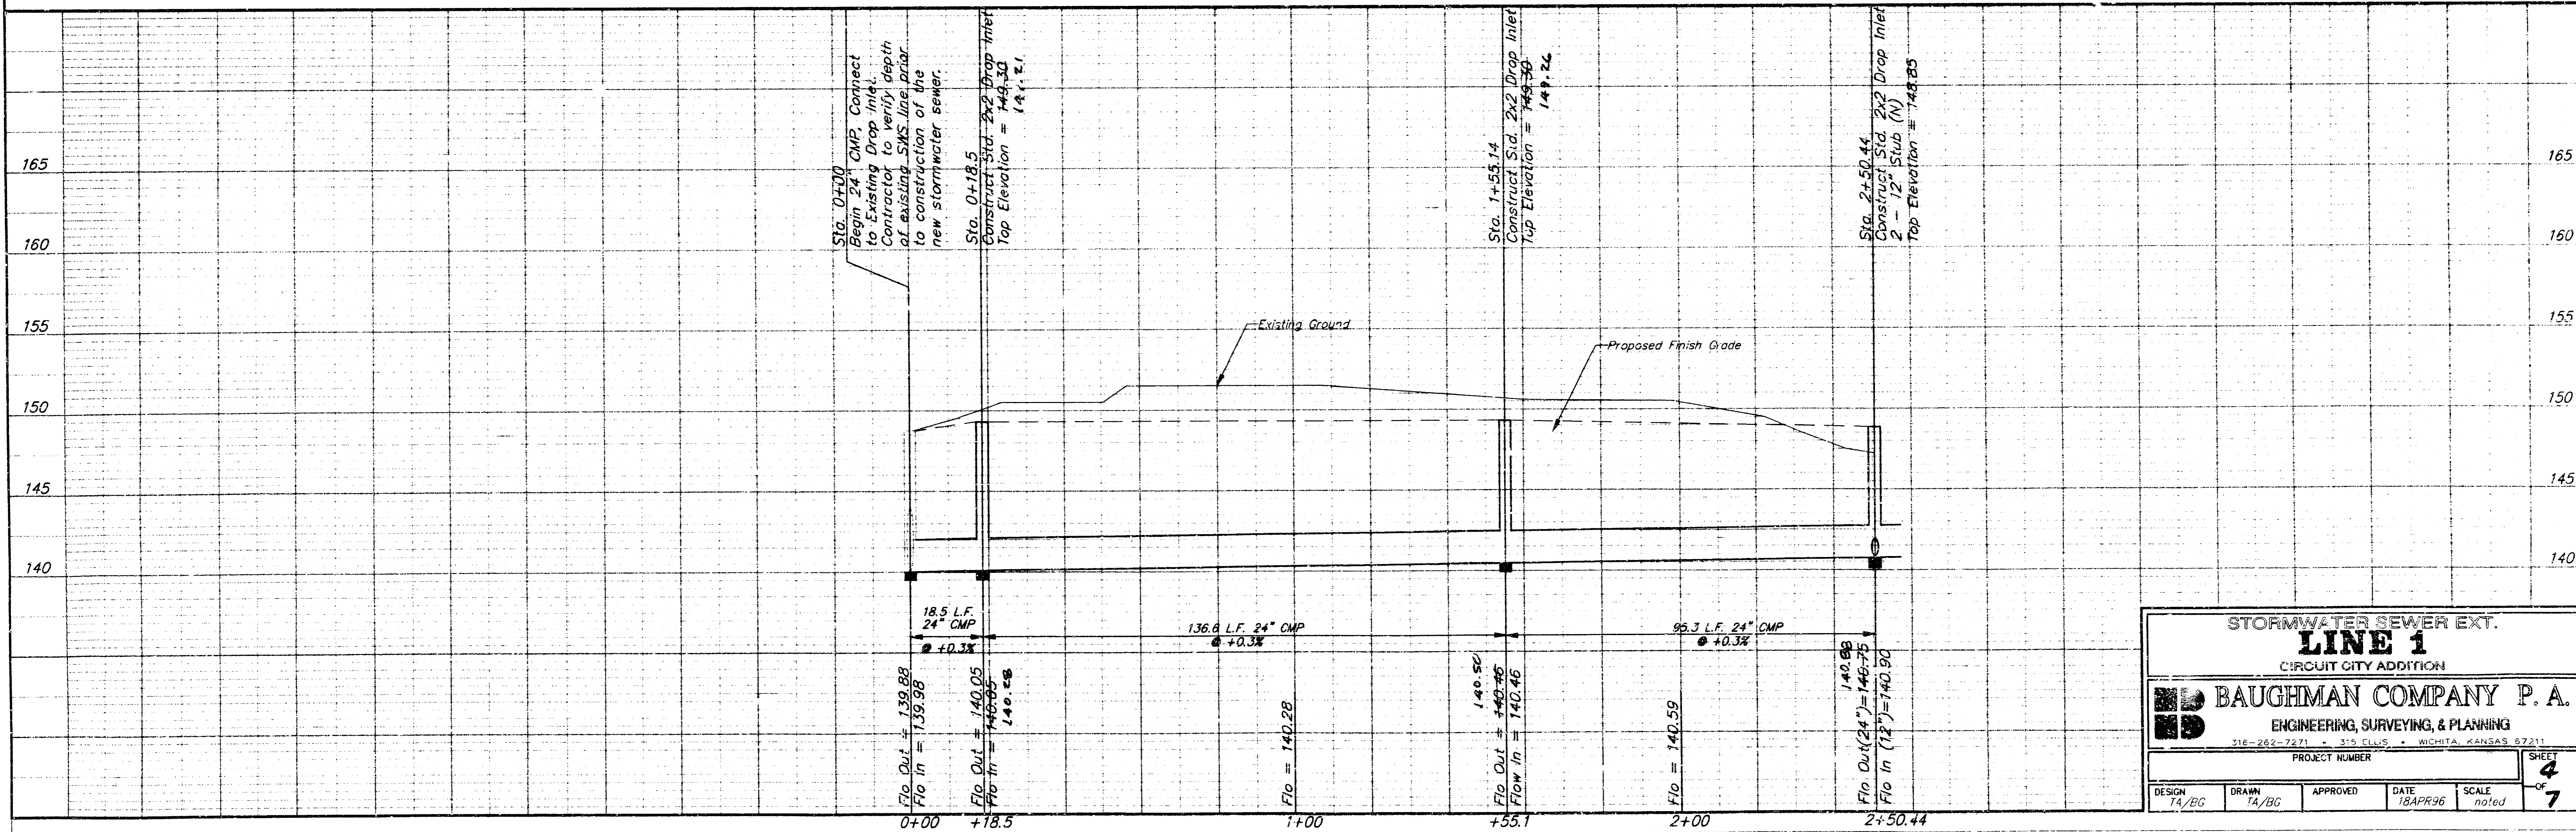 Sta. 0+00
Begin 24" CMP, Connect
to Existing Drop Inlet.
Contractor to verify depth
of existing SWS line prior
to construction of the
new stormwater sewer.
Sta. 0+18.5
Construct Std. 2x2 Drop Inlet
Top Elevation = 149.30
Sta. 1+55.14
Construct Std. 2x2 Drop Inlet
Top Elevation = 149.30
149.26
Sta. 2+50.44
Construct Std. 2x2 Drop Inlet
2 - 12" Stub (N)
Top Elevation = 148.85
165
165
160
160
155
155
150
150
145
145
140
140
Existing Ground
Proposed Finish Grade
18.5 L.F.
24" CMP
@ +0.3%
136.6 L.F. 24" CMP
@ +0.3%
95.3 L.F. 24" CMP
@ +0.3%
Flo Out = 139.88
Flo in = 139.98
Flo Out = 140.05
Flo in = 140.05
140.28
Flo = 140.28
140.50
Flo Out = 140.46
Flow in = 140.46
Flo = 140.59
140.88
Flo Out(24")=140.75
Flo in (12")=140.90
0+00
+18.5
1+00
+55.1
2+00
2+50.44
STORMWATER SEWER EXT.
LINE 1
CIRCUIT CITY ADDITION
BAUGHMAN COMPANY P. A.
ENGINEERING, SURVEYING, & PLANNING
316-262-7271 • 315 ELLIS • WICHITA, KANSAS 67211
PROJECT NUMBER
SHEET
4
OF
7
DESIGN
TA/BG
DRAWN
TA/BG
APPROVED
DATE
18APR96
SCALE
noted